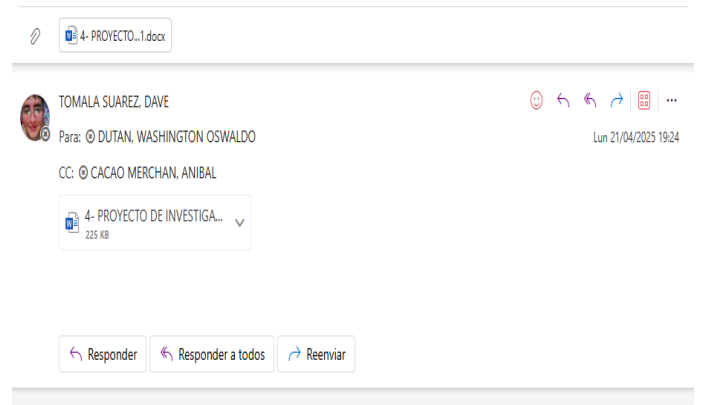 4- PROYECTO...1.docx
TOMALA SUAREZ, DAVE
Para: DUTAN, WASHINGTON OSWALDO
Lun 21/04/2025 19:24
CC: CACAO MERCHAN, ANIBAL
4- PROYECTO DE INVESTIGA...
225 KB
Responder
Responder a todos
Reenviar